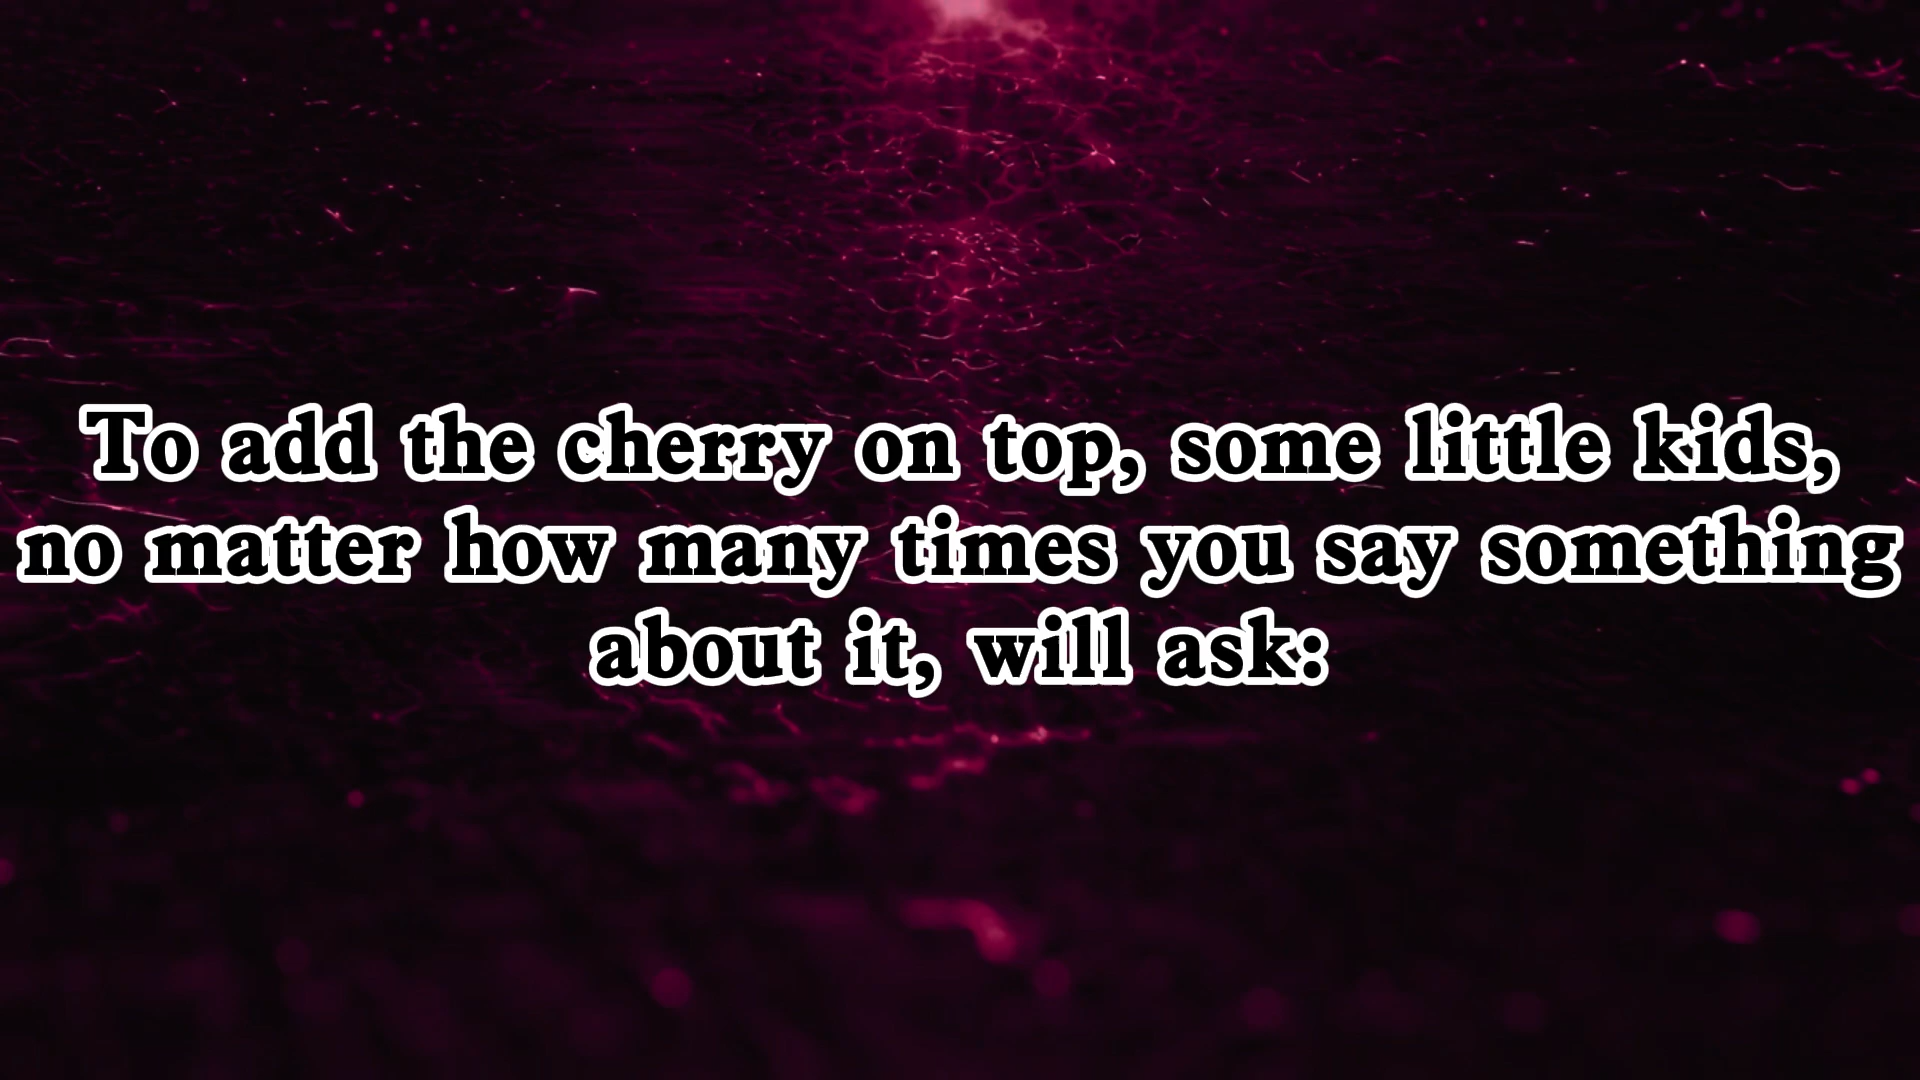 To add the cherry on top, some little kids,
no matter how many times you say something
about it, will ask: